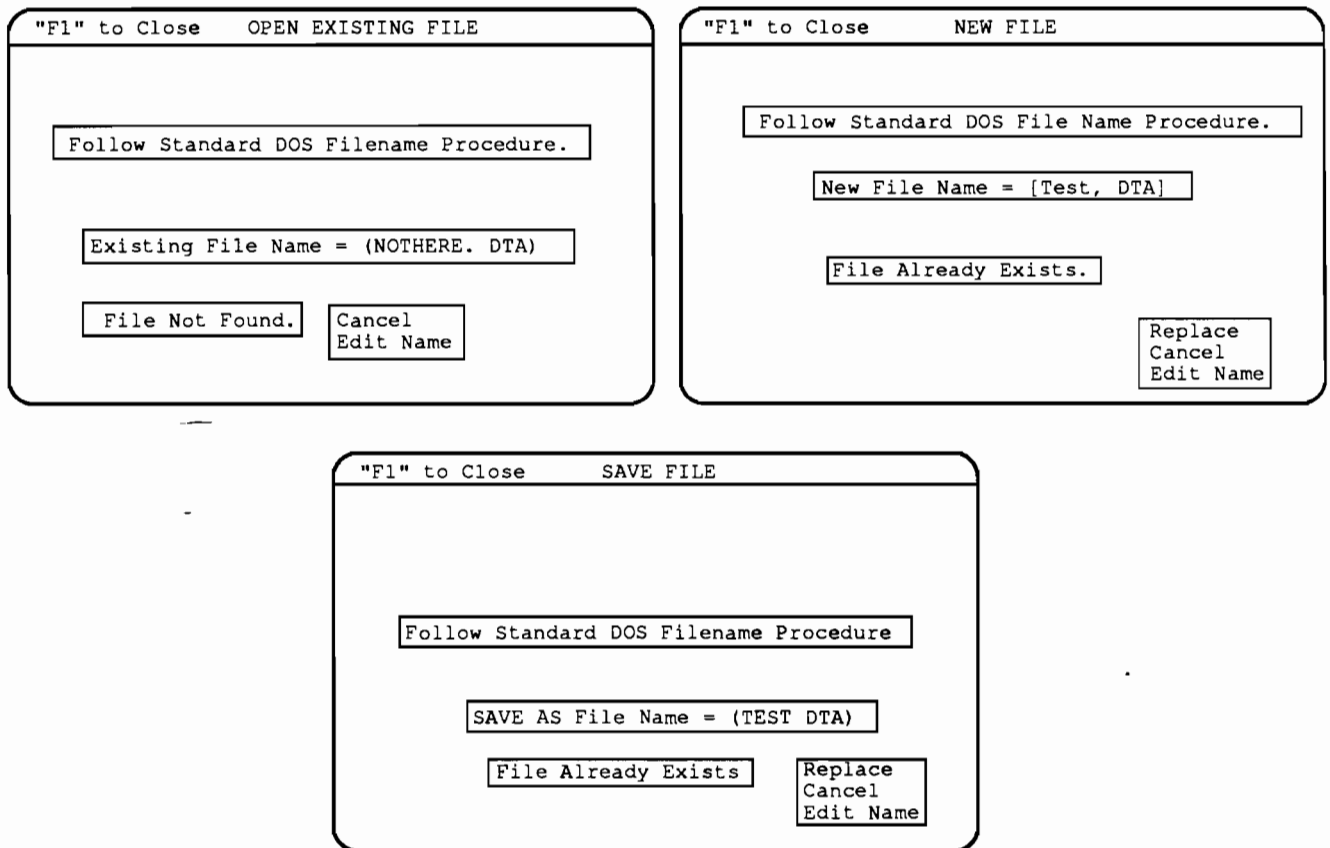 "F1" to Close OPEN EXISTING FILE
Follow Standard DOS Filename Procedure.
Existing File Name = (NOTHERE. DTA)
File Not Found.
Cancel
Edit Name
"F1" to Close NEW FILE
Follow Standard DOS File Name Procedure.
New File Name = [Test, DTA]
File Already Exists.
Replace
Cancel
Edit Name
"F1" to Close SAVE FILE
Follow Standard DOS Filename Procedure
SAVE AS File Name = (TEST DTA)
File Already Exists
Replace
Cancel
Edit Name